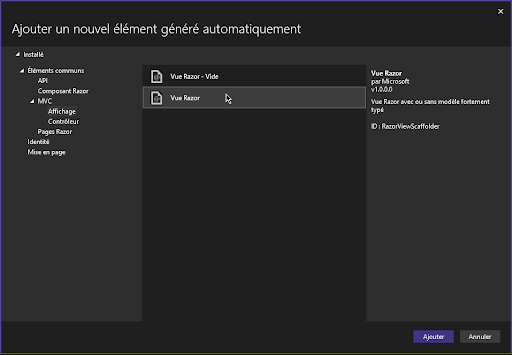 Ajouter un nouvel élément généré automatiquement
Installé
Éléments communs
API
Composant Razor
MVC
Affichage
Contrôleur
Pages Razor
Identité
Mise en page
Vue Razor - Vide
Vue Razor
Vue Razor
par Microsoft
v1.0.0.0
Vue Razor avec ou sans modèle fortement
typé
ID : RazorViewScaffolder
Ajouter
Annuler